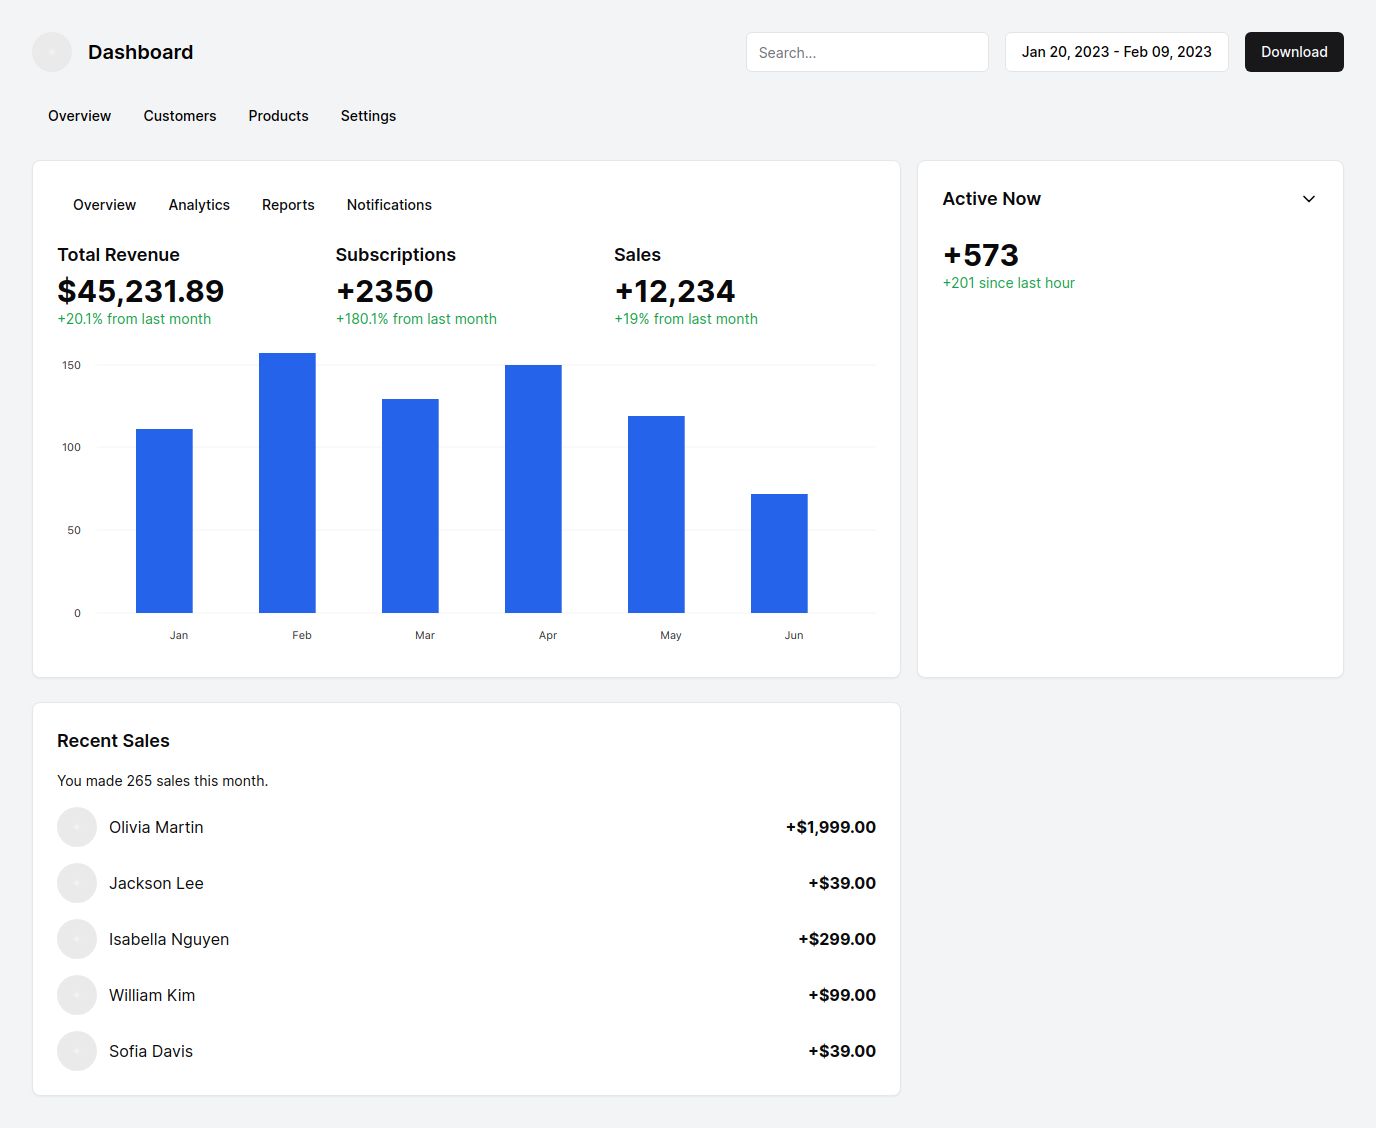 Dashboard
Search...
Jan 20, 2023 - Feb 09, 2023
Download
Overview Customers Products Settings
Overview Analytics Reports Notifications
Total Revenue
$45,231.89
+20.1% from last month
Subscriptions
+2350
+180.1% from last month
Sales
+12,234
+19% from last month
150
100
50
0
Jan Feb Mar Apr May Jun
Active Now
+573
+201 since last hour
Recent Sales
You made 265 sales this month.
Olivia Martin +$1,999.00
Jackson Lee +$39.00
Isabella Nguyen +$299.00
William Kim +$99.00
Sofia Davis +$39.00